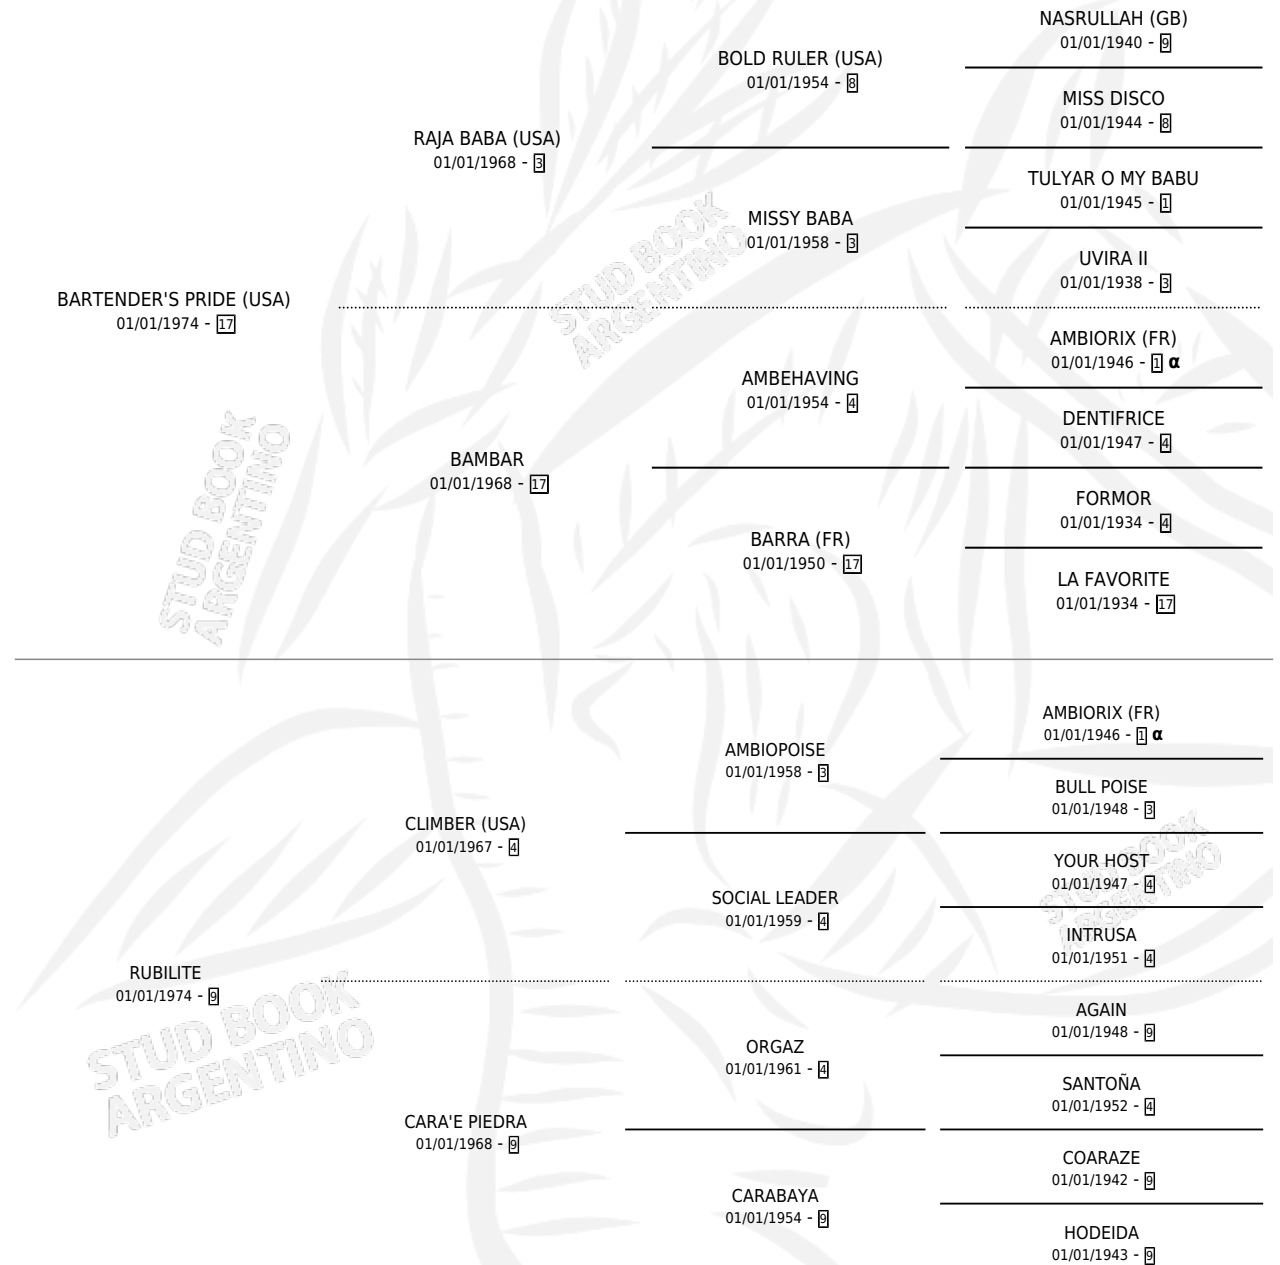 NASRULLAH (GB)
01/01/1940 - 9
BOLD RULER (USA)
01/01/1954 - 8
MISS DISCO
01/01/1944 - 8
RAJA BABA (USA)
01/01/1968 - 3
TULYAR O MY BABU
01/01/1945 - 1
MISSY BABA
01/01/1958 - 3
UVIRA II
01/01/1938 - 3
BARTENDER'S PRIDE (USA)
01/01/1974 - 17
AMBIORIX (FR)
01/01/1946 - 1 α
AMBEHAVING
01/01/1954 - 4
DENTIFRICE
01/01/1947 - 4
BAMBAR
01/01/1968 - 17
FORMOR
01/01/1934 - 4
BARRA (FR)
01/01/1950 - 17
LA FAVORITE
01/01/1934 - 17
AMBIORIX (FR)
01/01/1946 - 1 α
AMBIOPOISE
01/01/1958 - 3
BULL POISE
01/01/1948 - 3
CLIMBER (USA)
01/01/1967 - 4
YOUR HOST
01/01/1947 - 4
SOCIAL LEADER
01/01/1959 - 4
INTRUSA
01/01/1951 - 4
RUBILITE
01/01/1974 - 9
AGAIN
01/01/1948 - 9
ORGAZ
01/01/1961 - 4
SANTOÑA
01/01/1952 - 4
CARA'E PIEDRA
01/01/1968 - 9
COARAZE
01/01/1942 - 9
CARABAYA
01/01/1954 - 9
HODEIDA
01/01/1943 - 9
STUD BOOK
ARGENTINO
STUD BOOK
ARGENTINO
STUD BOOK
ARGENTINO
STUD BOOK
ARGENTINO